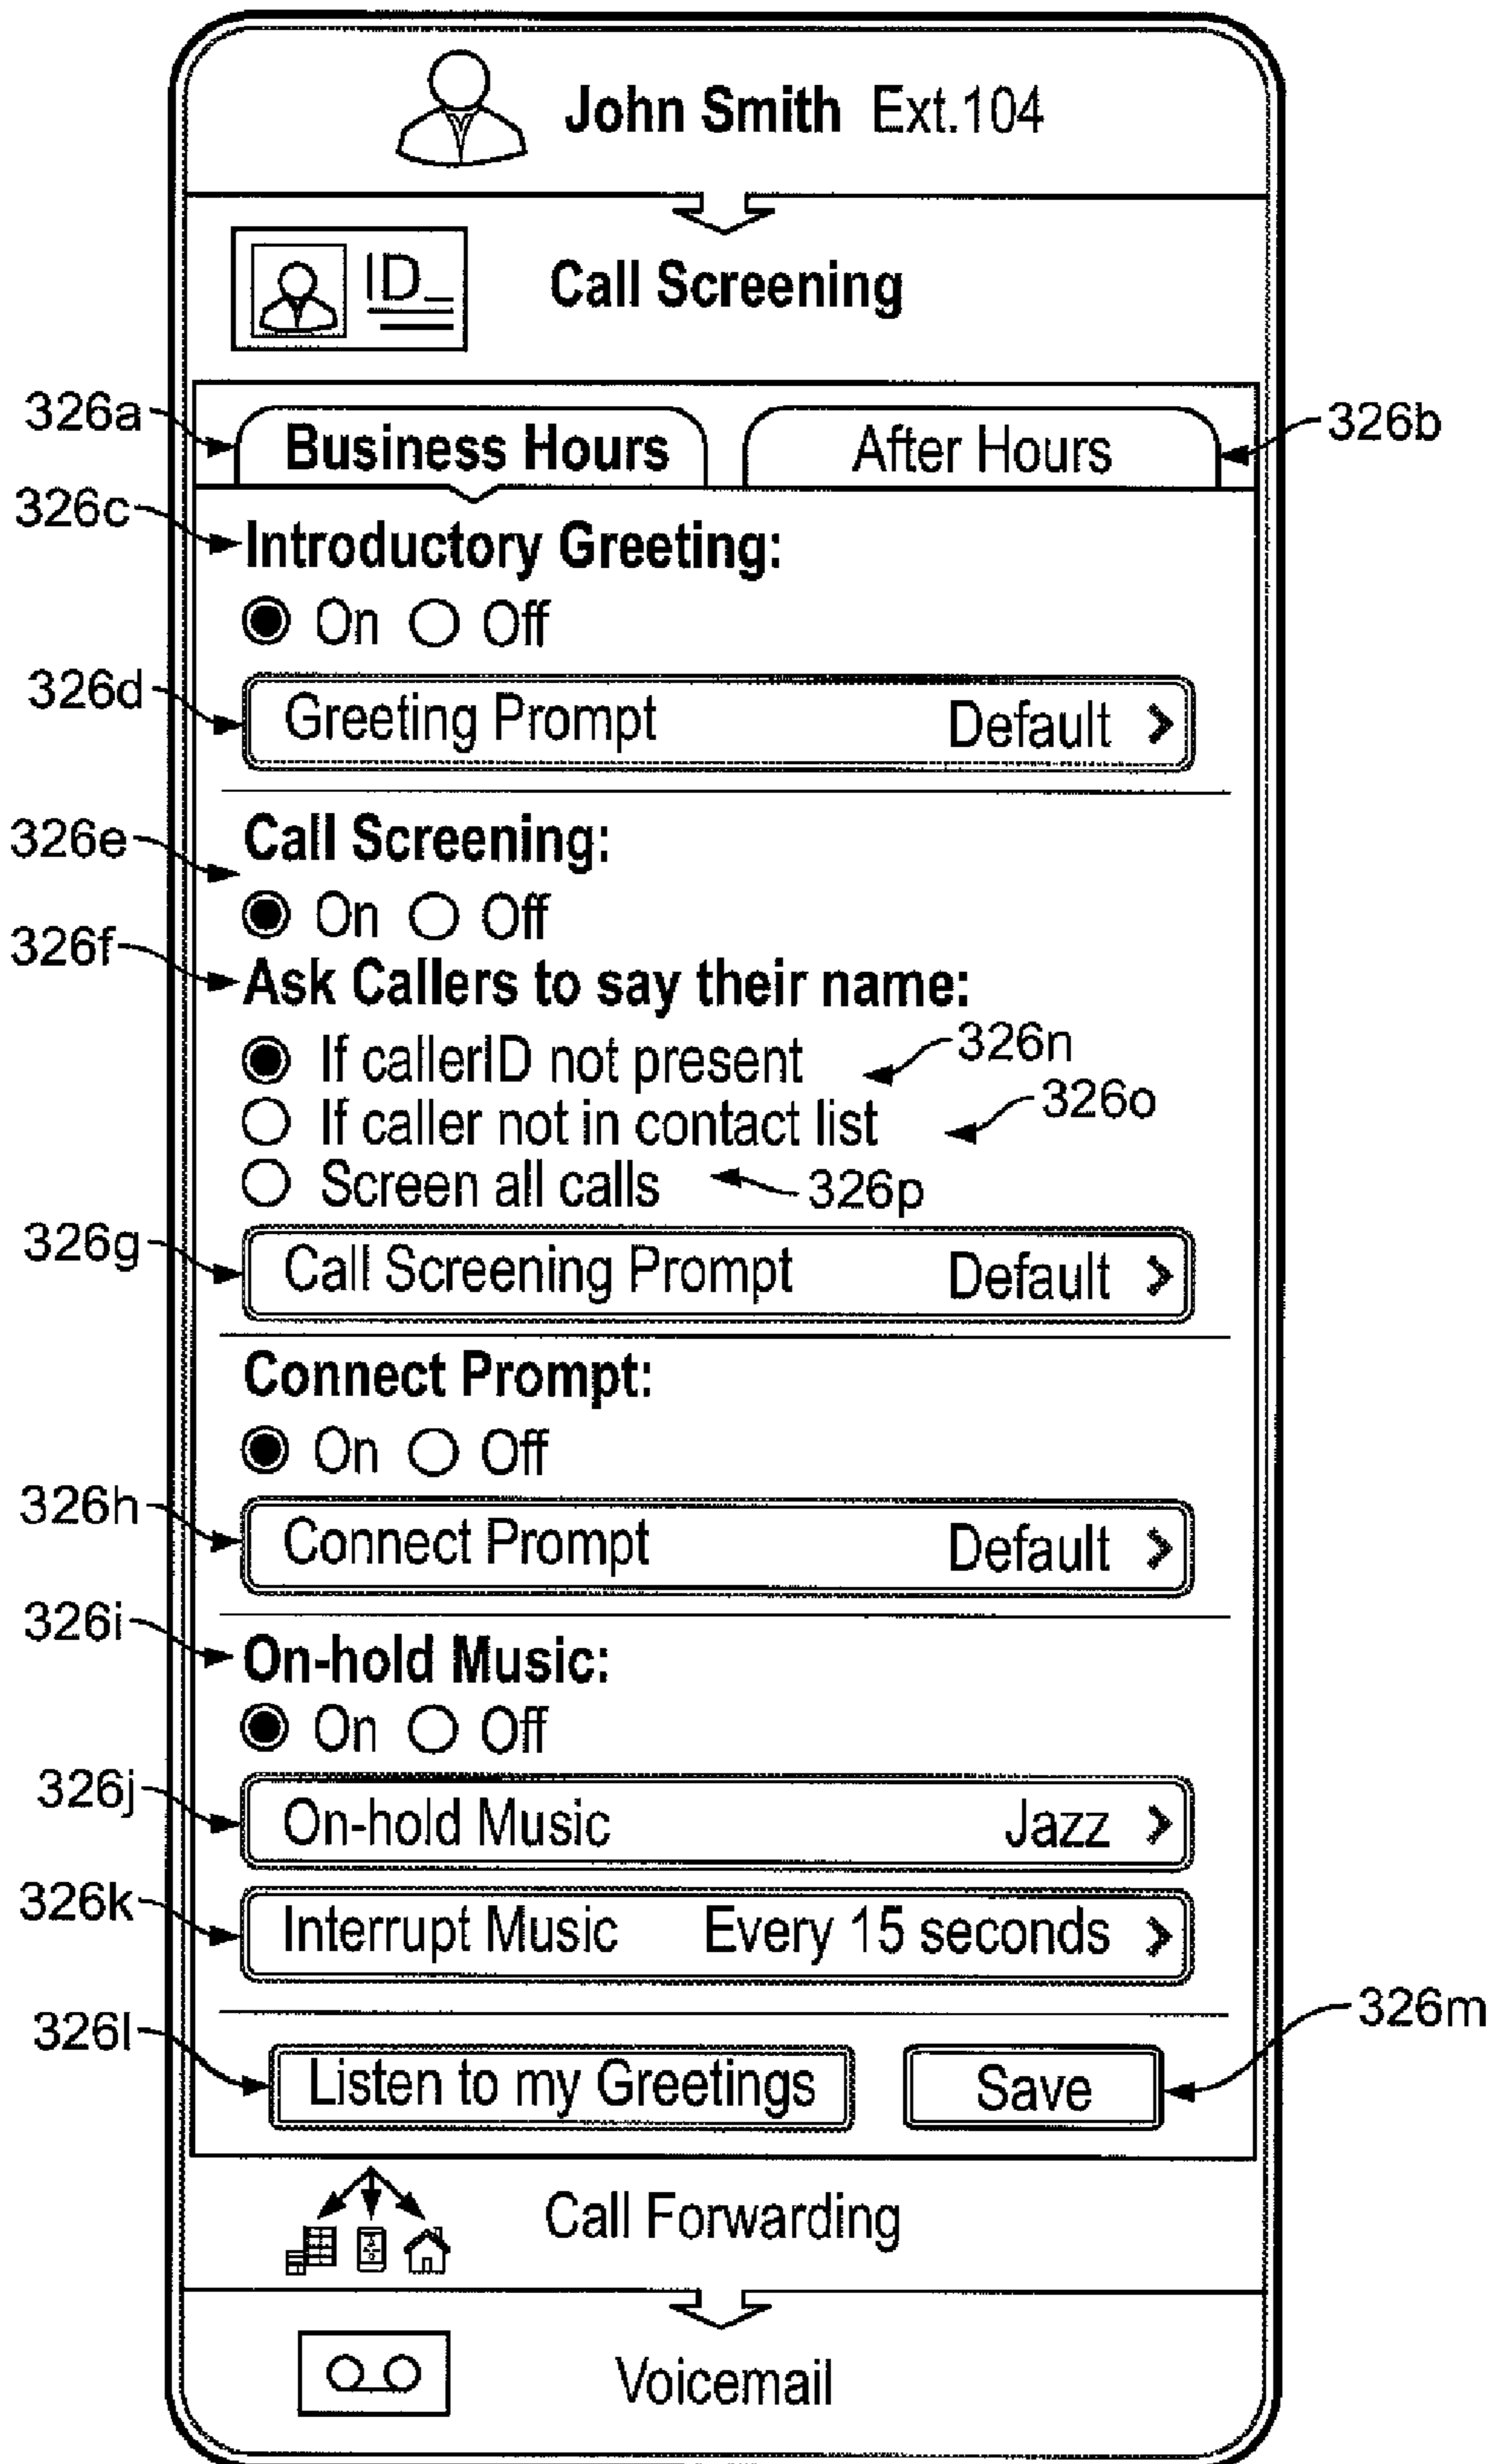 John Smith Ext.104
ID
Call Screening
326a
Business Hours
After Hours
326b
326c
Introductory Greeting:
On Off
326d
Greeting Prompt Default >
326e
Call Screening:
On Off
326f
Ask Callers to say their name:
If callerID not present
326n
If caller not in contact list
326o
Screen all calls
326p
326g
Call Screening Prompt Default >
Connect Prompt:
On Off
326h
Connect Prompt Default >
326i
On-hold Music:
On Off
326j
On-hold Music Jazz >
326k
Interrupt Music Every 15 seconds >
326l
Listen to my Greetings
Save
326m
Call Forwarding
Voicemail